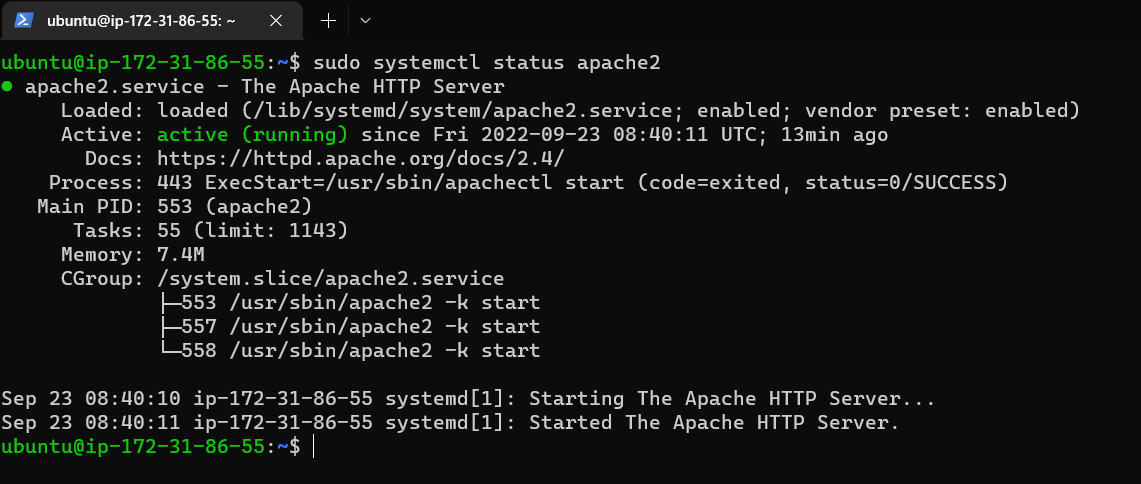 ubuntu@ip-172-31-86-55: ~
ubuntu@ip-172-31-86-55:~$ sudo systemctl status apache2
● apache2.service - The Apache HTTP Server
     Loaded: loaded (/lib/systemd/system/apache2.service; enabled; vendor preset: enabled)
     Active: active (running) since Fri 2022-09-23 08:40:11 UTC; 13min ago
       Docs: https://httpd.apache.org/docs/2.4/
    Process: 443 ExecStart=/usr/sbin/apachectl start (code=exited, status=0/SUCCESS)
   Main PID: 553 (apache2)
      Tasks: 55 (limit: 1143)
     Memory: 7.4M
     CGroup: /system.slice/apache2.service
             ├─553 /usr/sbin/apache2 -k start
             ├─557 /usr/sbin/apache2 -k start
             └─558 /usr/sbin/apache2 -k start
Sep 23 08:40:10 ip-172-31-86-55 systemd[1]: Starting The Apache HTTP Server...
Sep 23 08:40:11 ip-172-31-86-55 systemd[1]: Started The Apache HTTP Server.
ubuntu@ip-172-31-86-55:~$